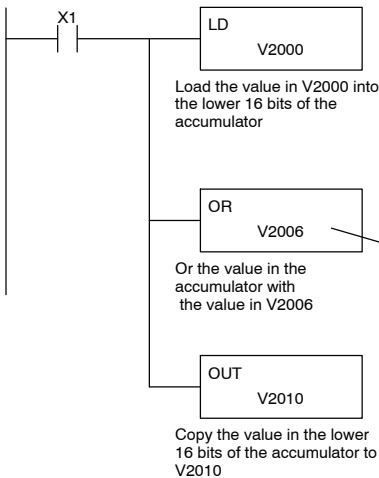 X1
LD
V2000
Load the value in V2000 into
the lower 16 bits of the
accumulator
OR
V2006
Or the value in the
accumulator with
the value in V2006
OUT
V2010
Copy the value in the lower
16 bits of the accumulator to
V2010